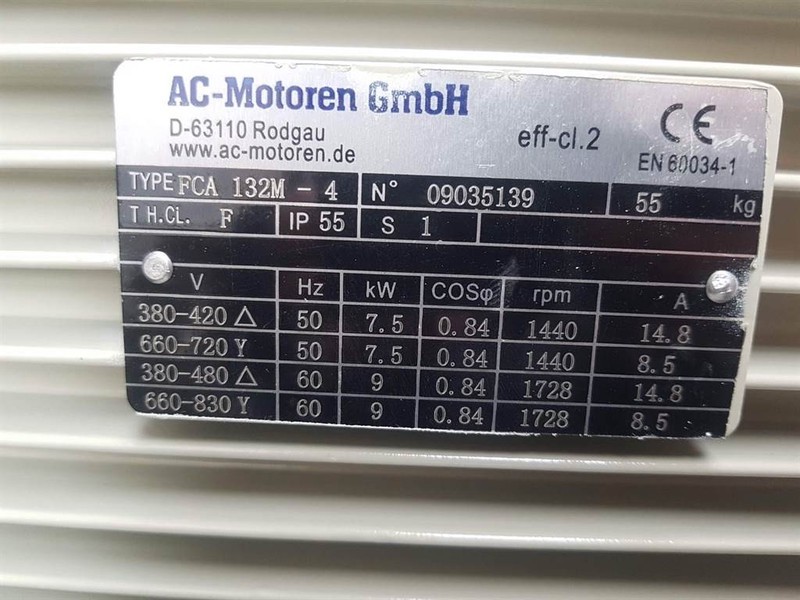 AC-Motoren GmbH
D-63110 Rodgau
www.ac-motoren.de
eff-cl.2
CE
EN 60034-1
TYPE FCA 132M - 4 N° 09035139 55 kg
T H.CL. F IP 55 S 1
V Hz kW COSφ rpm A
380-420 △ 50 7.5 0.84 1440 14.8
660-720 Y 50 7.5 0.84 1440 8.5
380-480 △ 60 9 0.84 1728 14.8
660-830 Y 60 9 0.84 1728 8.5